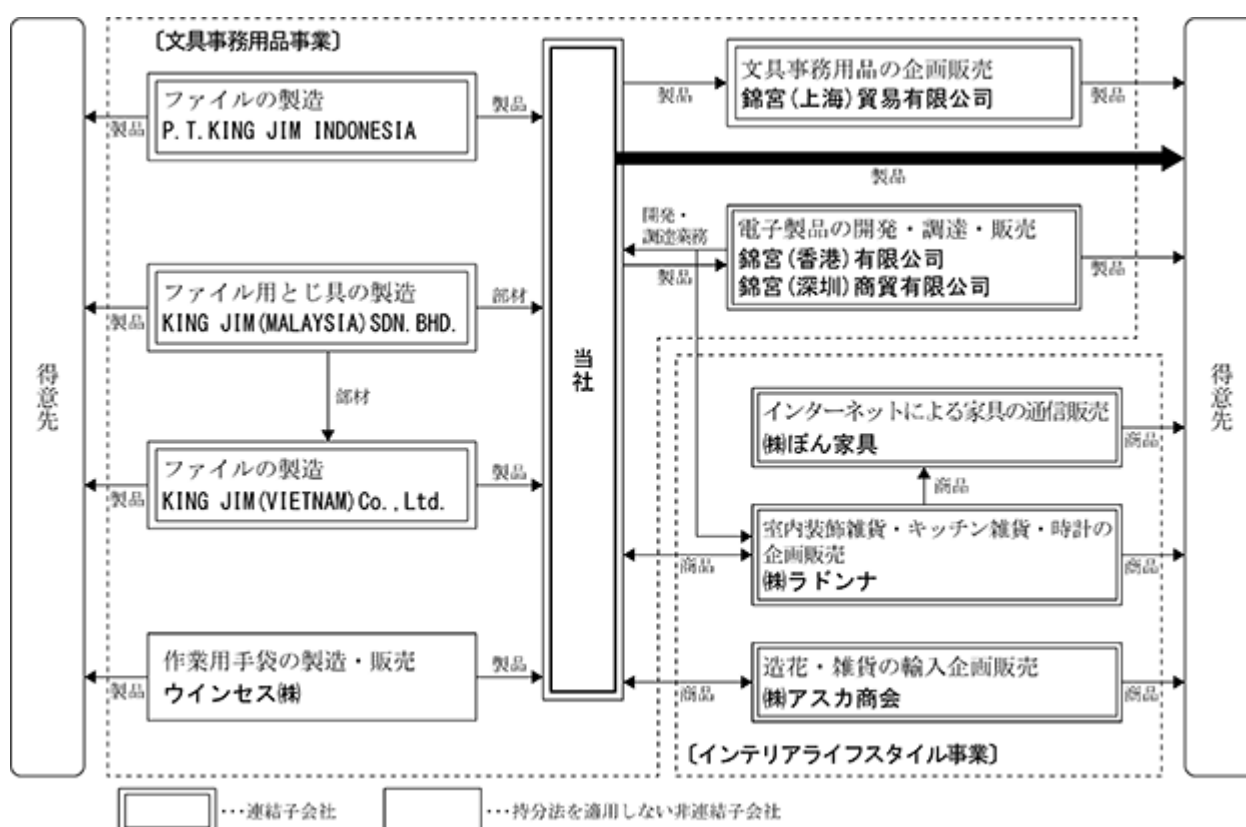 〔文具事務用品事業〕
ファイルの製造
P.T.KING JIM INDONESIA
製品
製品
ファイル用とじ具の製造
KING JIM(MALAYSIA)SDN.BHD.
製品
部材
部材
ファイルの製造
KING JIM(VIETNAM)Co.,Ltd.
製品
製品
作業用手袋の製造・販売
ウインセス㈱
製品
製品
得意先
当社
文具事務用品の企画販売
錦宮(上海)貿易有限公司
製品
製品
製品
開発・
調達業務
電子製品の開発・調達・販売
錦宮(香港)有限公司
錦宮(深圳)商貿有限公司
製品
製品
インターネットによる家具の通信販売
㈱ぼん家具
商品
商品
室内装飾雑貨・キッチン雑貨・時計の
企画販売
㈱ラドンナ
商品
商品
造花・雑貨の輸入企画販売
㈱アスカ商会
商品
商品
〔インテリアライフスタイル事業〕
得意先
…連結子会社
…持分法を適用しない非連結子会社